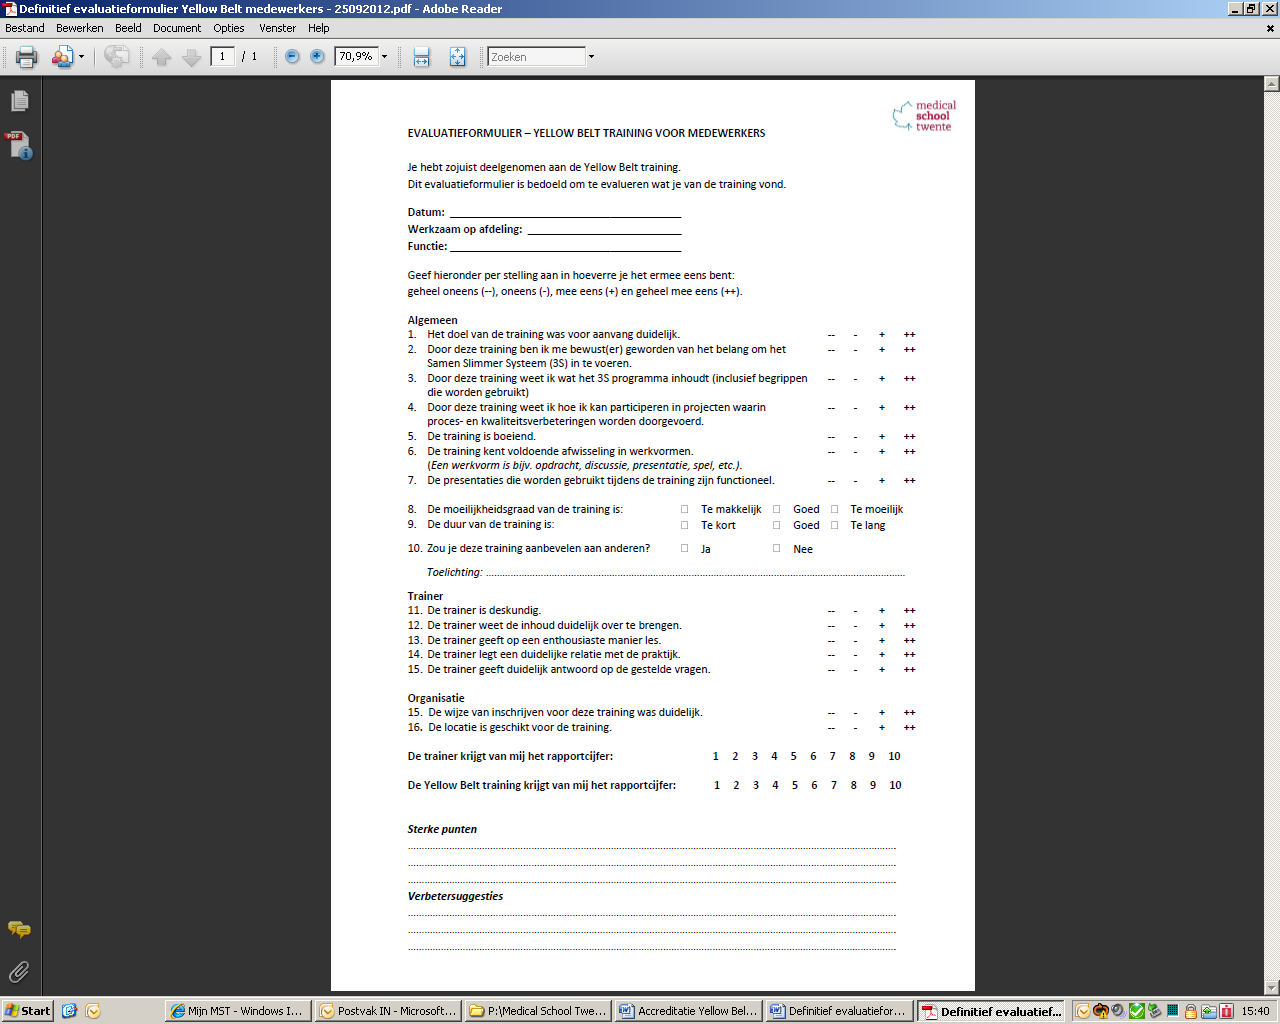 Definitief evaluatieformulier Yellow Belt medewerkers - 25092012.pdf - Adobe Reader
Bestand Bewerken Beeld Document Opties Venster Help
1 / 1 70,9% Zoeken
medical
school
twente
EVALUATIEFORMULIER – YELLOW BELT TRAINING VOOR MEDEWERKERS
Je hebt zojuist deelgenomen aan de Yellow Belt training.
Dit evaluatieformulier is bedoeld om te evalueren wat je van de training vond.
Datum:
Werkzaam op afdeling:
Functie:
Geef hieronder per stelling aan in hoeverre je het ermee eens bent:
geheel oneens (--), oneens (-), mee eens (+) en geheel mee eens (++).
Algemeen
1. Het doel van de training was voor aanvang duidelijk. -- - + ++
2. Door deze training ben ik me bewust(er) geworden van het belang om het -- - + ++
Samen Slimmer Systeem (3S) in te voeren.
3. Door deze training weet ik wat het 3S programma inhoudt (inclusief begrippen -- - + ++
die worden gebruikt)
4. Door deze training weet ik hoe ik kan participeren in projecten waarin -- - + ++
proces- en kwaliteitsverbeteringen worden doorgevoerd.
5. De training is boeiend. -- - + ++
6. De training kent voldoende afwisseling in werkvormen. -- - + ++
(Een werkvorm is bijv. opdracht, discussie, presentatie, spel, etc.).
7. De presentaties die worden gebruikt tijdens de training zijn functioneel. -- - + ++
8. De moeilijkheidsgraad van de training is: Te makkelijk Goed Te moeilijk
9. De duur van de training is: Te kort Goed Te lang
10. Zou je deze training aanbevelen aan anderen? Ja Nee
Toelichting:
Trainer
11. De trainer is deskundig. -- - + ++
12. De trainer weet de inhoud duidelijk over te brengen. -- - + ++
13. De trainer geeft op een enthousiaste manier les. -- - + ++
14. De trainer legt een duidelijke relatie met de praktijk. -- - + ++
15. De trainer geeft duidelijk antwoord op de gestelde vragen. -- - + ++
Organisatie
15. De wijze van inschrijven voor deze training was duidelijk. -- - + ++
16. De locatie is geschikt voor de training. -- - + ++
De trainer krijgt van mij het rapportcijfer: 1 2 3 4 5 6 7 8 9 10
De Yellow Belt training krijgt van mij het rapportcijfer: 1 2 3 4 5 6 7 8 9 10
Sterke punten
Verbetersuggesties
Start Mijn MST - Windows I... Postvak IN - Microsoft... P:\Medical School Twe... Accreditatie Yellow Bel... Definitief evaluatiefor... Definitief evaluatief... 15:40